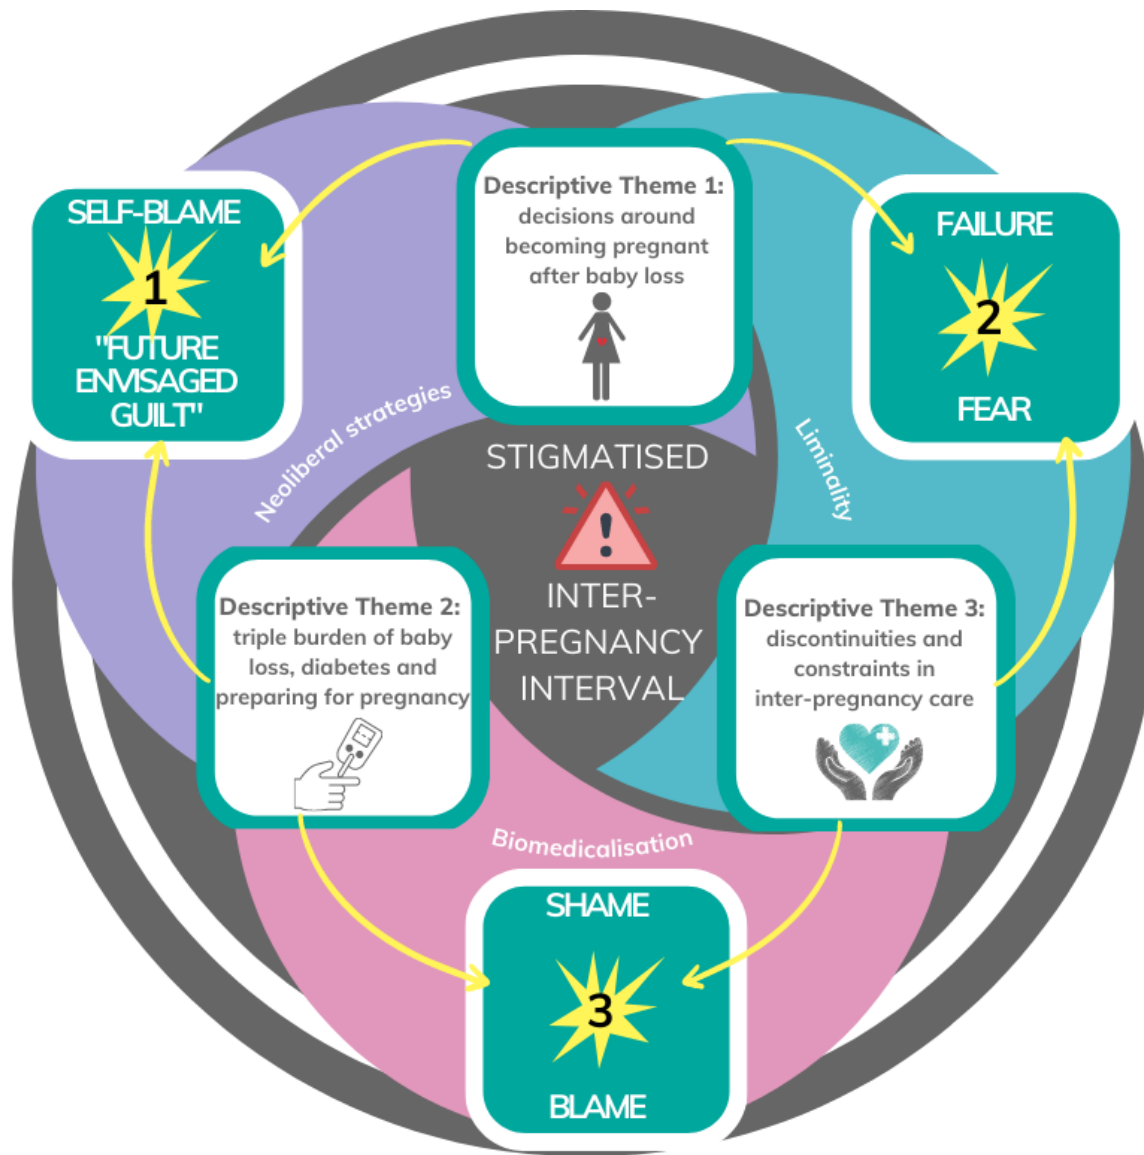 Descriptive Theme 1:
decisions around
becoming pregnant
after baby loss
SELF-BLAME
1
"FUTURE
ENVISAGED
GUILT"
FAILURE
2
FEAR
Neoliberal strategies
Liminality
STIGMATISED
!
INTER-
PREGNANCY
INTERVAL
Descriptive Theme 2:
triple burden of baby
loss, diabetes and
preparing for pregnancy
Descriptive Theme 3:
discontinuities and
constraints in
inter-pregnancy care
Biomedicalisation
SHAME
3
BLAME